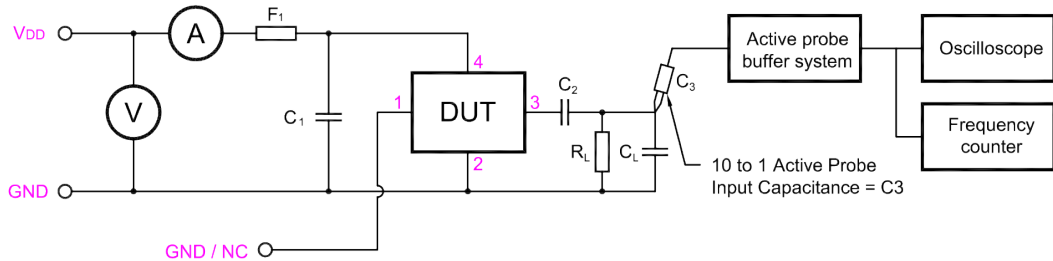 VDD
A
F1
V
C1
GND
GND / NC
4
1
DUT
3
2
C2
RL
CL
C3
10 to 1 Active Probe
Input Capacitance = C3
Active probe
buffer system
Oscilloscope
Frequency
counter